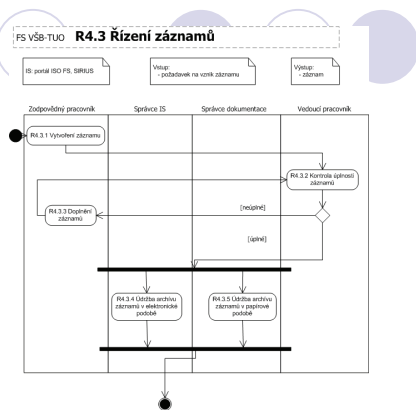 FS VŠB-TUO R4.3 Řízení záznamů
IS: portál ISO FS, SIRIUS
Vstup:
- požadavek na vznik záznamu
Výstup:
- záznam
Zodpovědný pracovník
Správce IS
Správce dokumentace
Vedoucí pracovník
R4.3.1 Vytvoření záznamu
R4.3.2 Kontrola úplnosti
záznamů
[neúplné]
R4.3.3 Doplnění
záznamů
[úplné]
R4.3.4 Údržba archívu
záznamů v elektronické
podobě
R4.3.5 Údržba archívu
záznamů v papírové
podobě